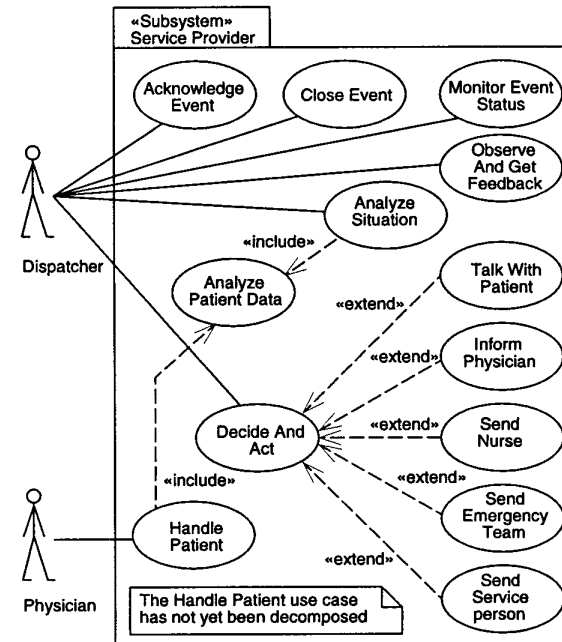 «Subsystem»
Service Provider
Acknowledge
Event
Close Event
Monitor Event
Status
Observe
And Get
Feedback
Analyze
Situation
Dispatcher
«include»
Analyze
Patient Data
Talk With
Patient
«extend»
Inform
Physician
«extend»
Decide And
Act
Send
Nurse
«extend»
«include»
«extend»
Send
Emergency
Team
Handle
Patient
«extend»
Send
Service
person
Physician
The Handle Patient use case
has not yet been decomposed